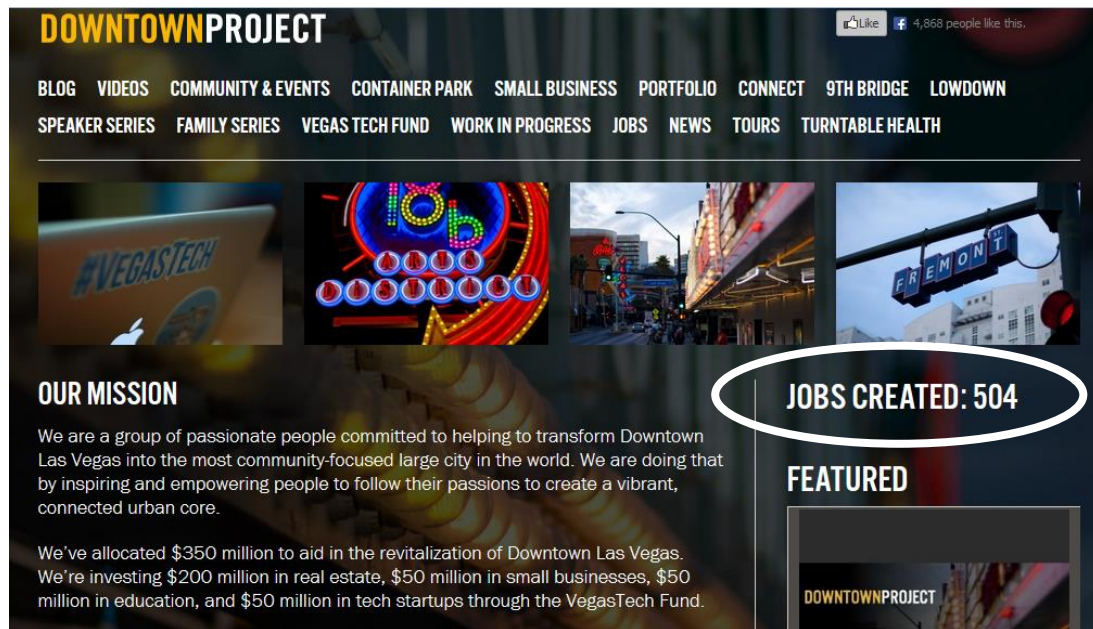 DOWNTOWNPROJECT
Like 4,868 people like this.
BLOG VIDEOS COMMUNITY & EVENTS CONTAINER PARK SMALL BUSINESS PORTFOLIO CONNECT 9TH BRIDGE LOWDOWN
SPEAKER SERIES FAMILY SERIES VEGAS TECH FUND WORK IN PROGRESS JOBS NEWS TOURS TURNTABLE HEALTH
#VEGASTECH
18b
ARTS
DISTRICT
FREMONT ST
OUR MISSION
We are a group of passionate people committed to helping to transform Downtown
Las Vegas into the most community-focused large city in the world. We are doing that
by inspiring and empowering people to follow their passions to create a vibrant,
connected urban core.
We've allocated $350 million to aid in the revitalization of Downtown Las Vegas.
We're investing $200 million in real estate, $50 million in small businesses, $50
million in education, and $50 million in tech startups through the VegasTech Fund.
JOBS CREATED: 504
FEATURED
DOWNTOWNPROJECT